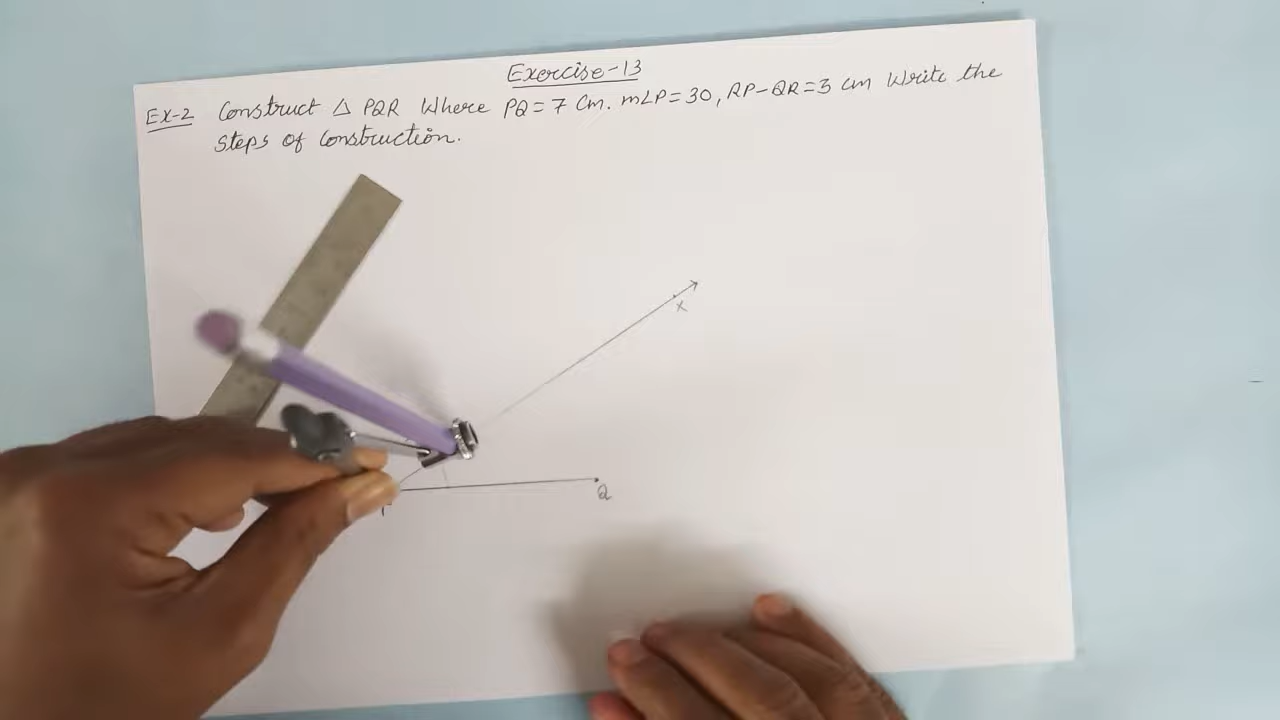 Exercise-13
Ex-2 Construct △ PQR Where PQ = 7 Cm. m∠P = 30, RP-QR = 3 cm Write the
Steps of Construction.
X
Q